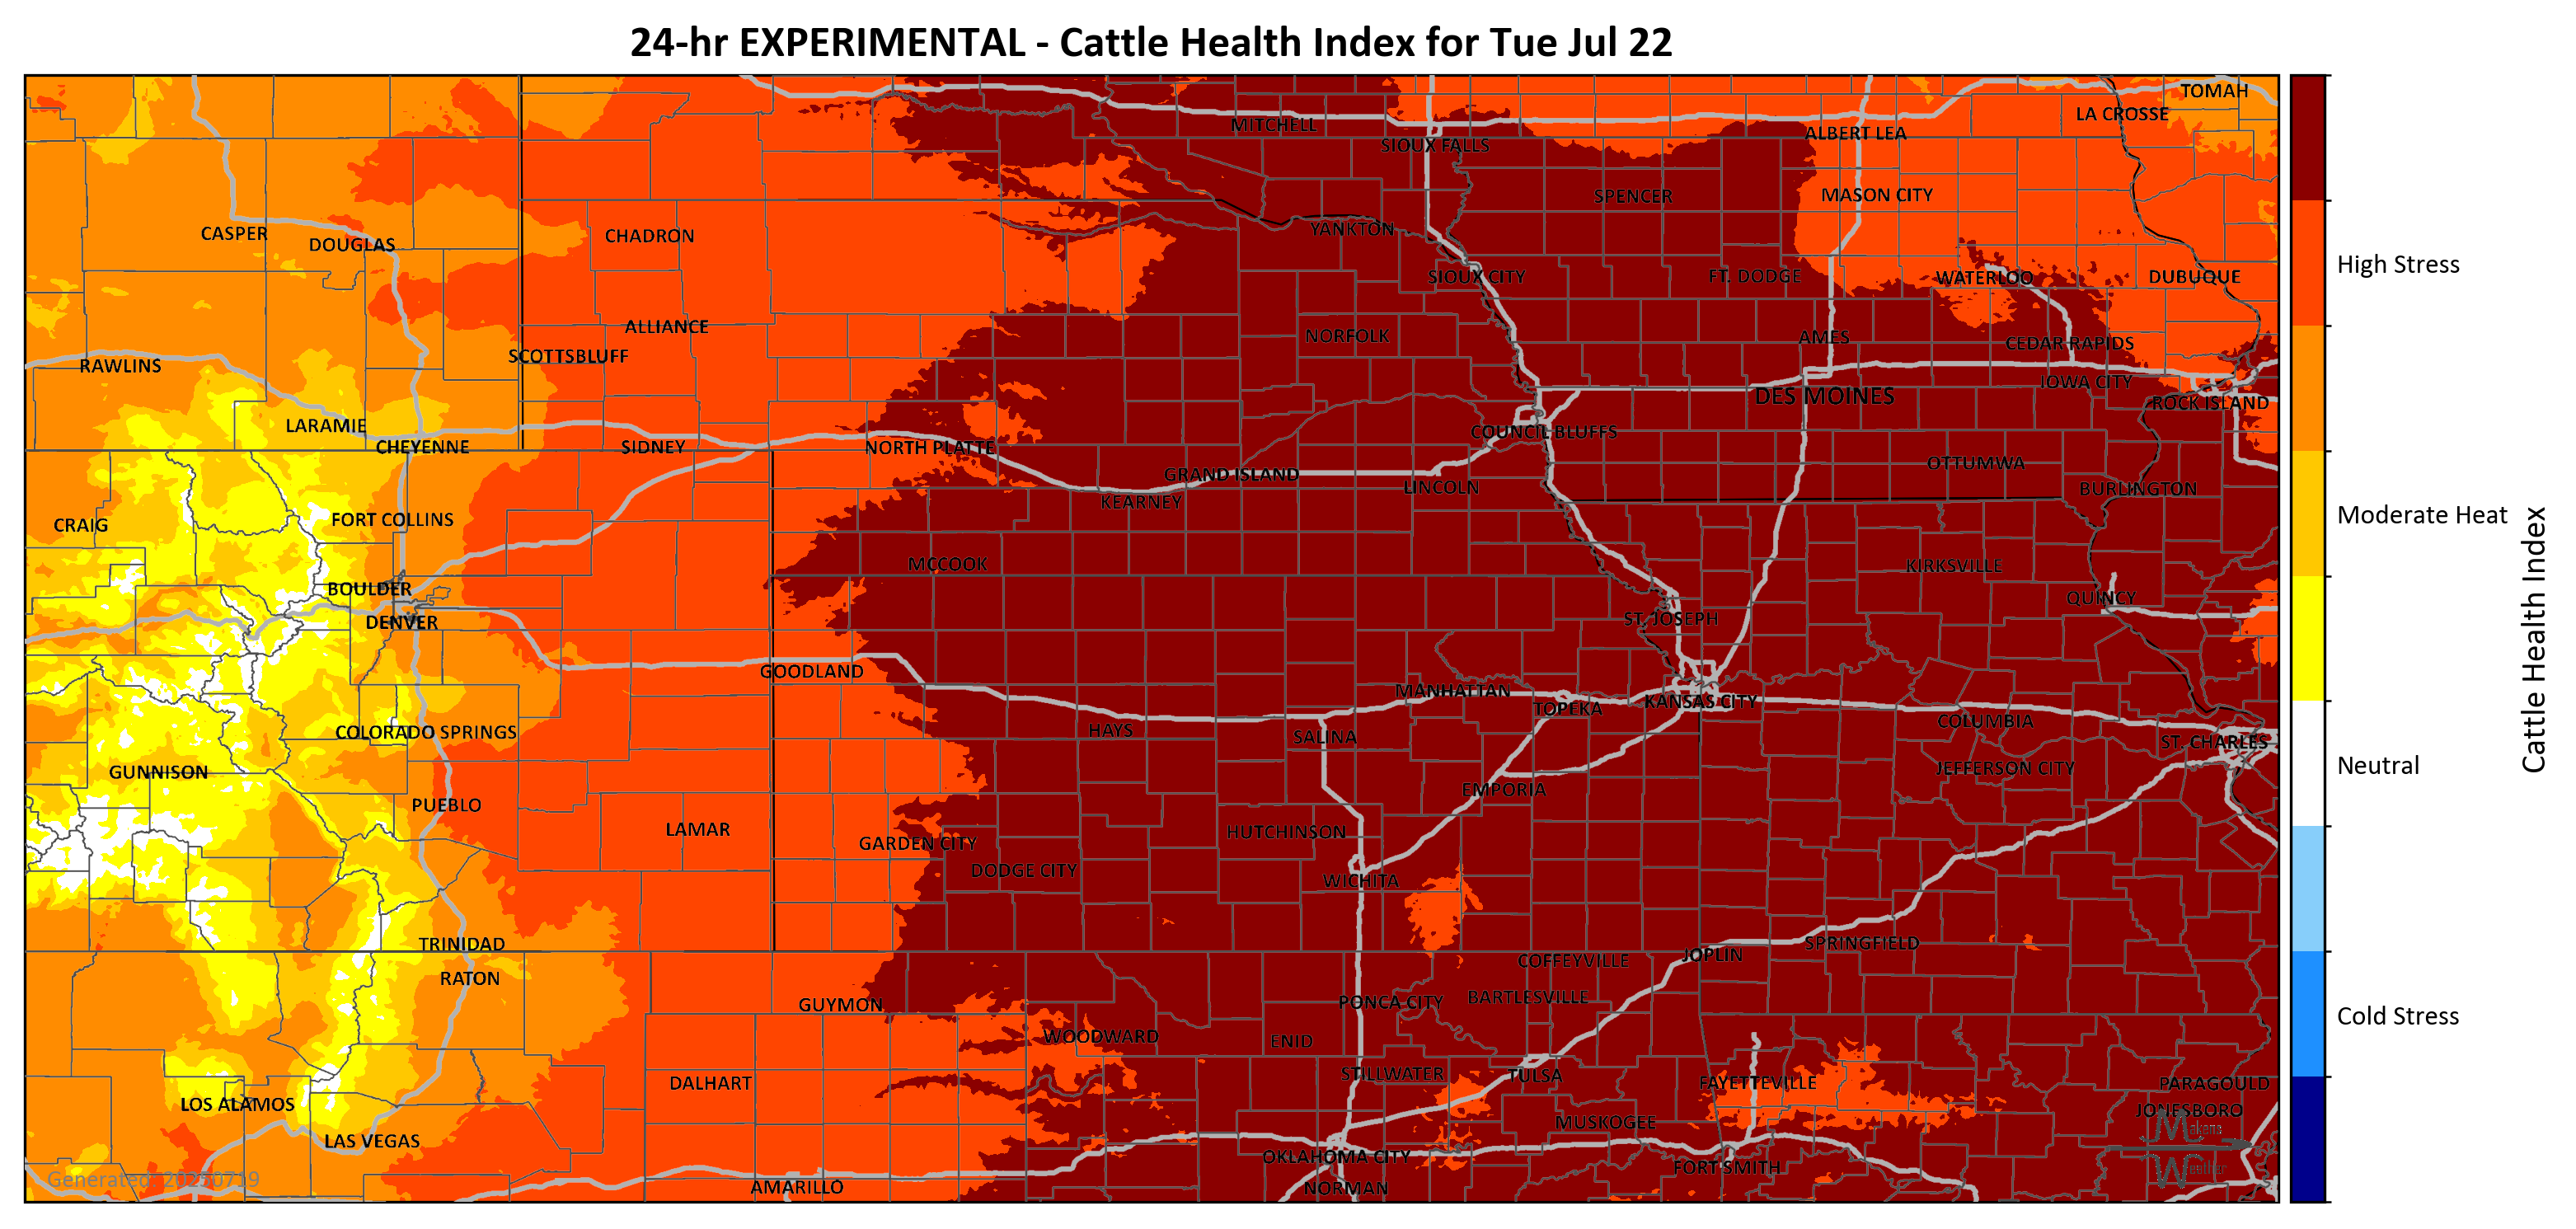 24-hr EXPERIMENTAL - Cattle Health Index for Tue Jul 22
TOMAH
LA CROSSE
MITCHELL
ALBERT LEA
SIOUX FALLS
SPENCER
MASON CITY
CASPER
DOUGLAS
CHADRON
YANKTON
SIOUX CITY
FT. DODGE
WATERLOO
DUBUQUE
High Stress
ALLIANCE
NORFOLK
AMES
CEDAR RAPIDS
SCOTTSBLUFF
RAWLINS
IOWA CITY
DES MOINES
ROCK ISLAND
LARAMIE
COUNCIL BLUFFS
CHEYENNE
SIDNEY
NORTH PLATTE
GRAND ISLAND
OTTUMWA
LINCOLN
BURLINGTON
KEARNEY
Moderate Heat
CRAIG
FORT COLLINS
MCCOOK
KIRKSVILLE
BOULDER
QUINCY
DENVER
ST. JOSEPH
Cattle Health Index
GOODLAND
MANHATTAN
KANSAS CITY
TOPEKA
COLUMBIA
COLORADO SPRINGS
HAYS
SALINA
ST. CHARLES
GUNNISON
JEFFERSON CITY
Neutral
EMPORIA
PUEBLO
LAMAR
HUTCHINSON
GARDEN CITY
DODGE CITY
WICHITA
TRINIDAD
SPRINGFIELD
JOPLIN
COFFEYVILLE
RATON
BARTLESVILLE
GUYMON
PONCA CITY
Cold Stress
WOODWARD
ENID
STILLWATER
TULSA
DALHART
FAYETTEVILLE
PARAGOULD
LOS ALAMOS
JONESBORO
MUSKOGEE
Makens
LAS VEGAS
OKLAHOMA CITY
FORT SMITH
Weather
Generated: 20250719
AMARILLO
NORMAN